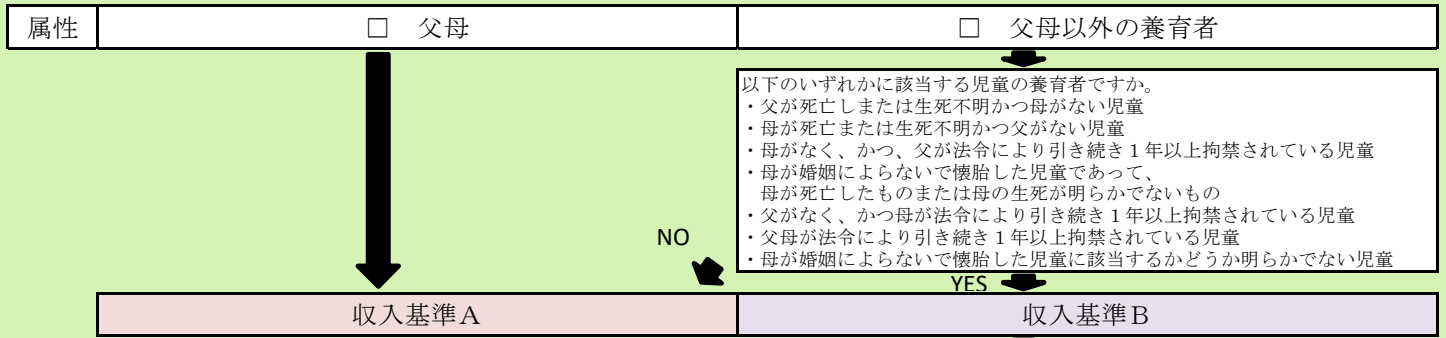 属性
□ 父母
□ 父母以外の養育者
以下のいずれかに該当する児童の養育者ですか。
・父が死亡しまたは生死不明かつ母がない児童
・母が死亡または生死不明かつ父がない児童
・母がなく、かつ、父が法令により引き続き１年以上拘禁されている児童
・母が婚姻によらないで懐胎した児童であって、
母が死亡したものまたは母の生死が明らかでないもの
・父がなく、かつ母が法令により引き続き１年以上拘禁されている児童
・父母が法令により引き続き１年以上拘禁されている児童
・母が婚姻によらないで懐胎した児童に該当するかどうか明らかでない児童
NO
YES
収入基準Ａ
収入基準Ｂ